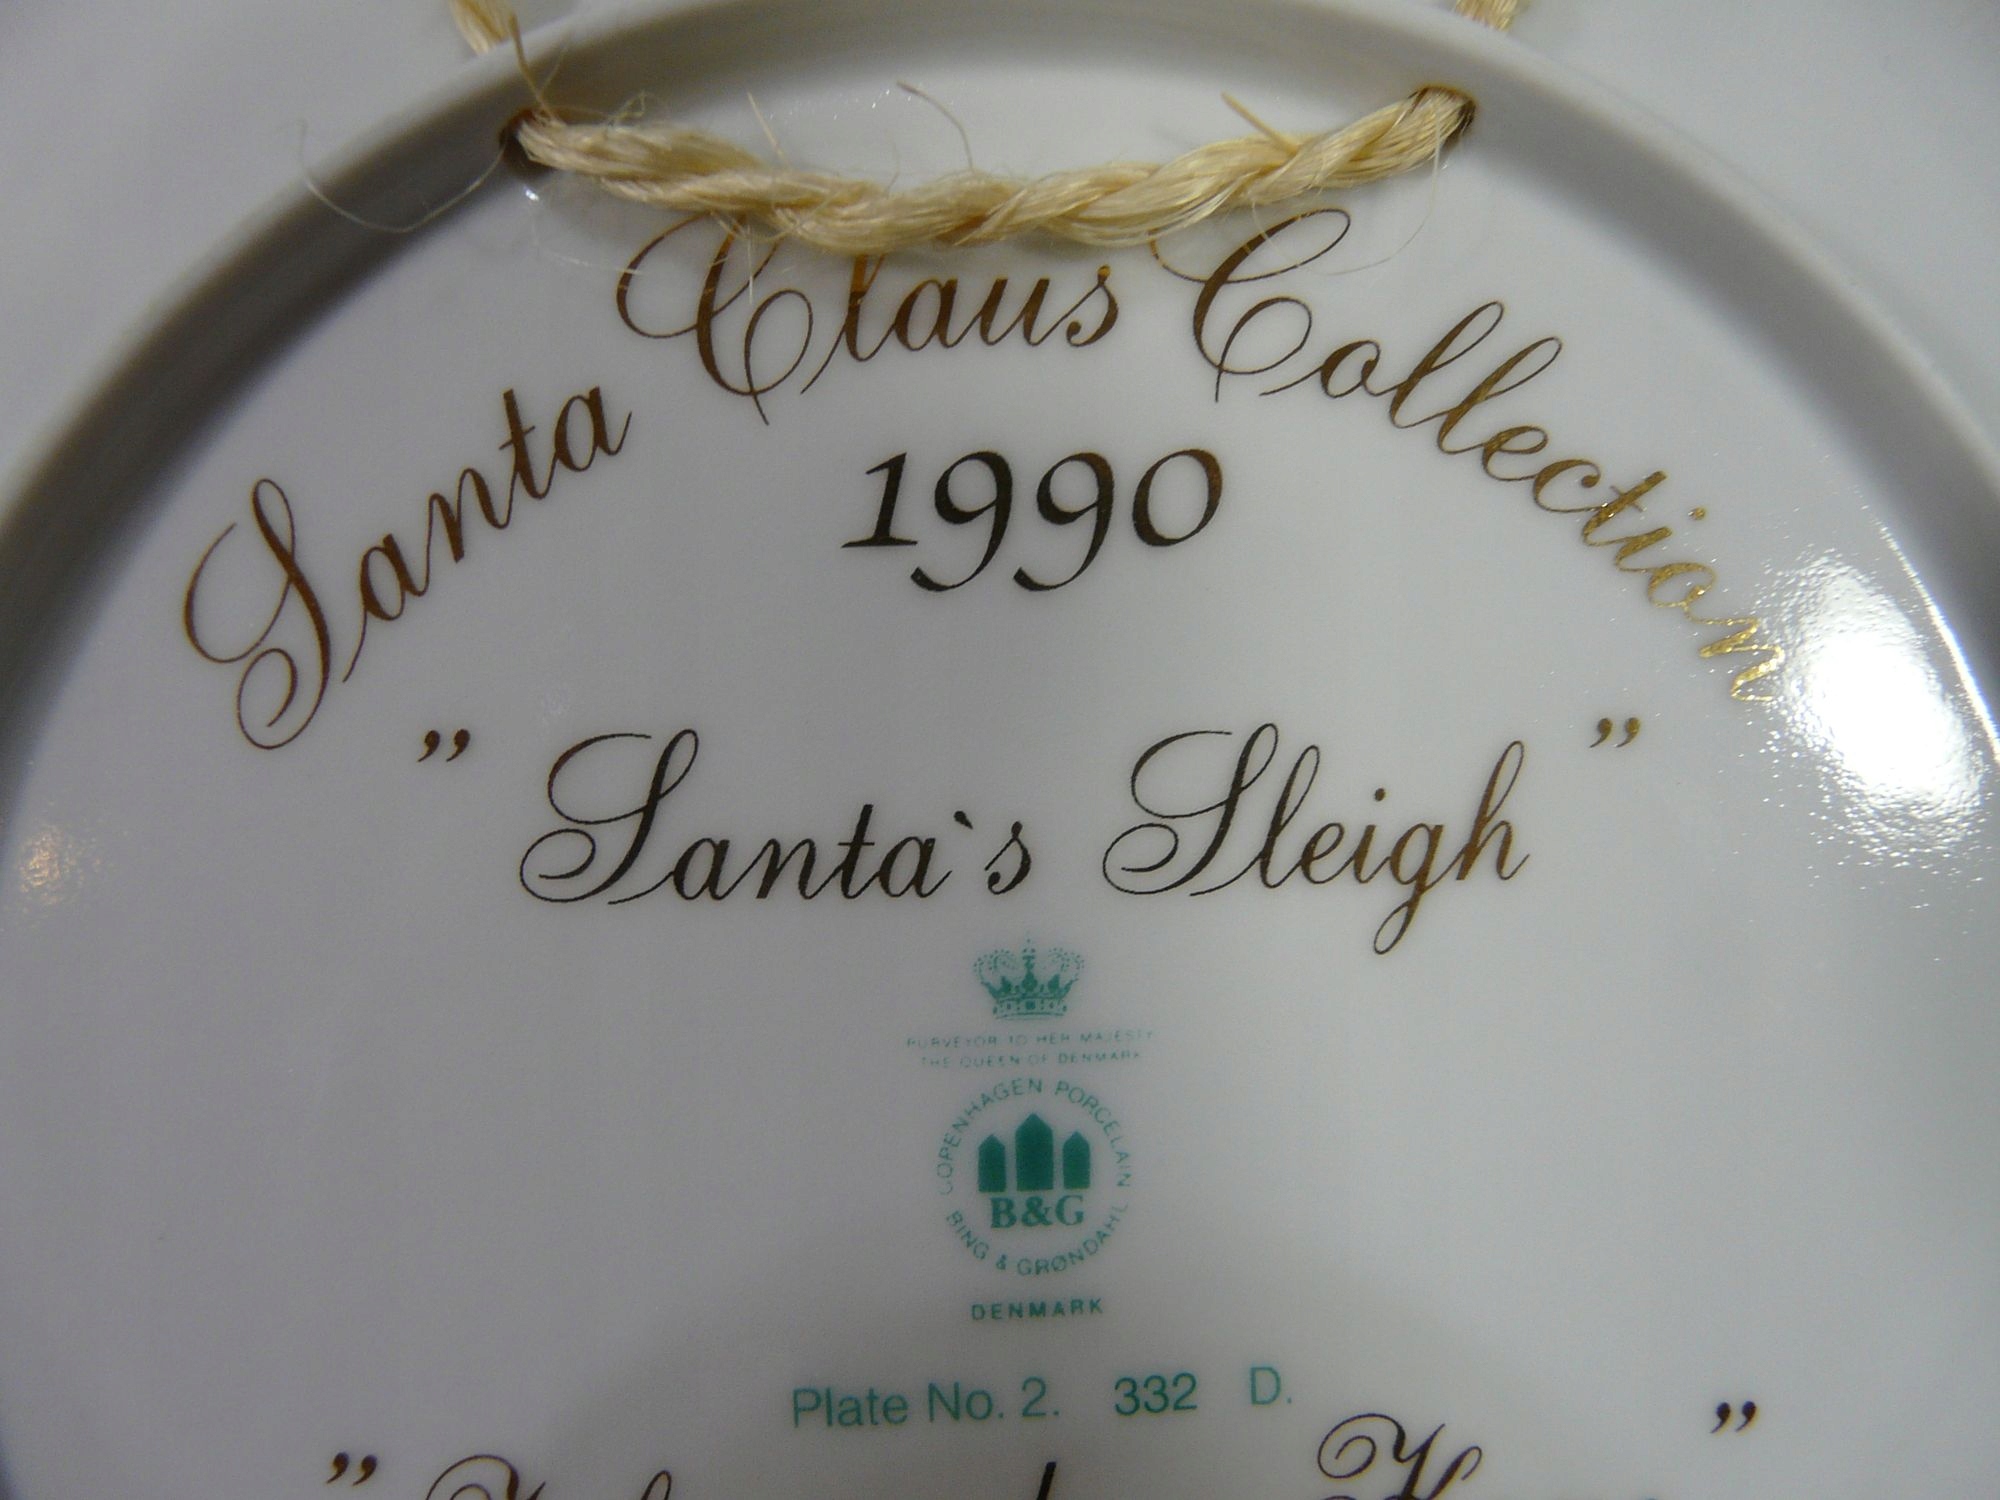 Santa Claus Collection
1990
” Santa`s Sleigh ”
PURVEYOR TO HER MAJESTY
THE QUEEN OF DENMARK
COPENHAGEN PORCELAIN
B&G
BING & GRØNDAHL
DENMARK
Plate No. 2. 332 D.